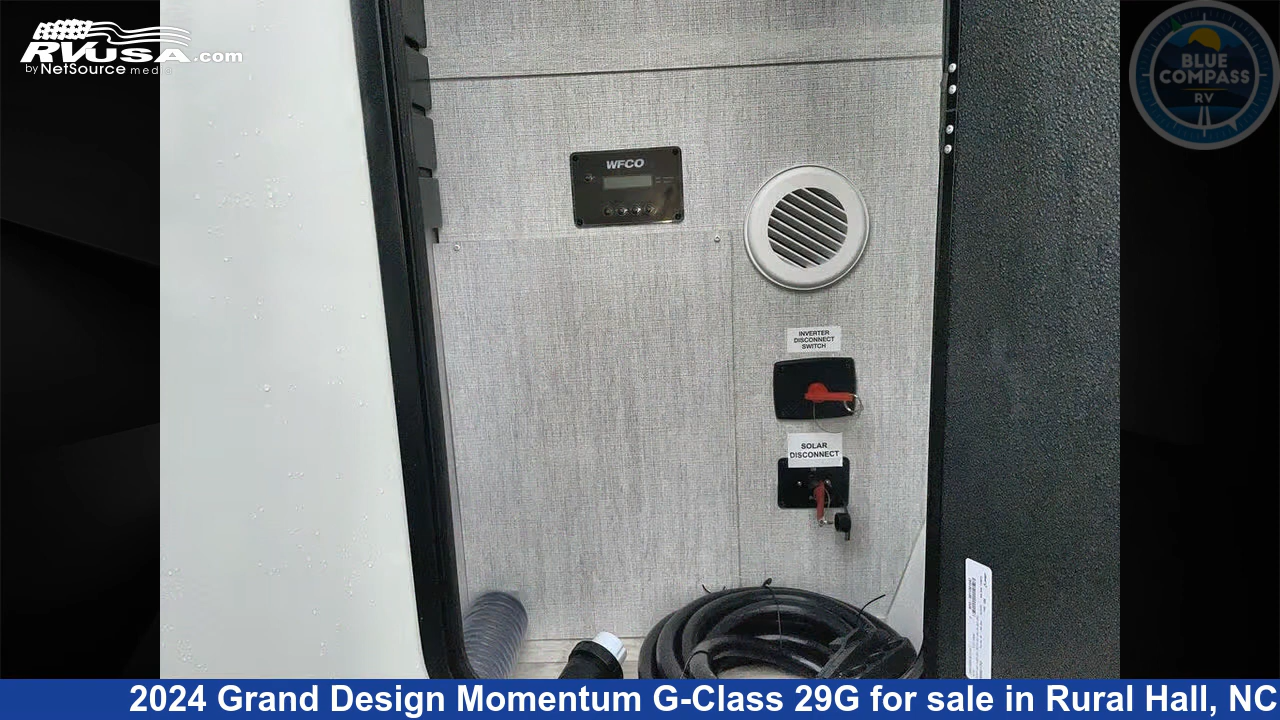 RVUSA.com
by NetSource media
BLUE
COMPASS
RV
WFCO
INVERTER
DISCONNECT
SWITCH
SOLAR
DISCONNECT
2024 Grand Design Momentum G-Class 29G for sale in Rural Hall, NC